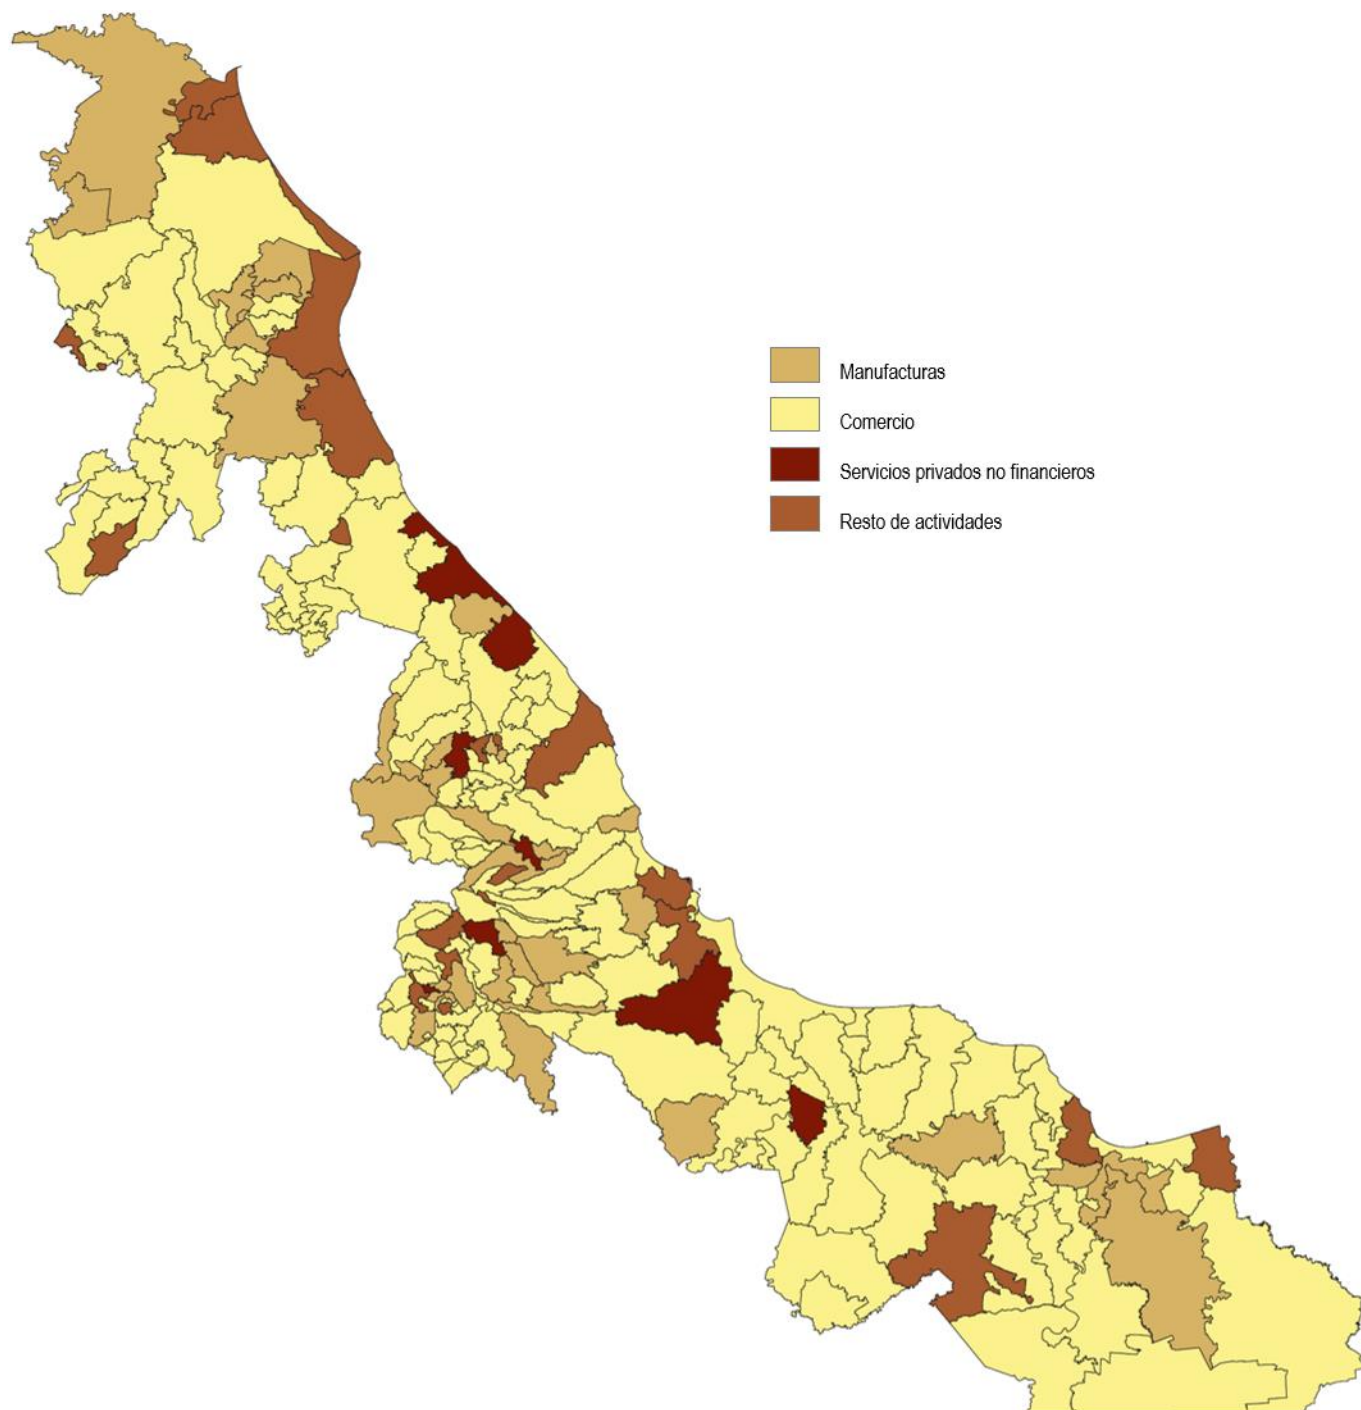 Manufacturas
Comercio
Servicios privados no financieros
Resto de actividades